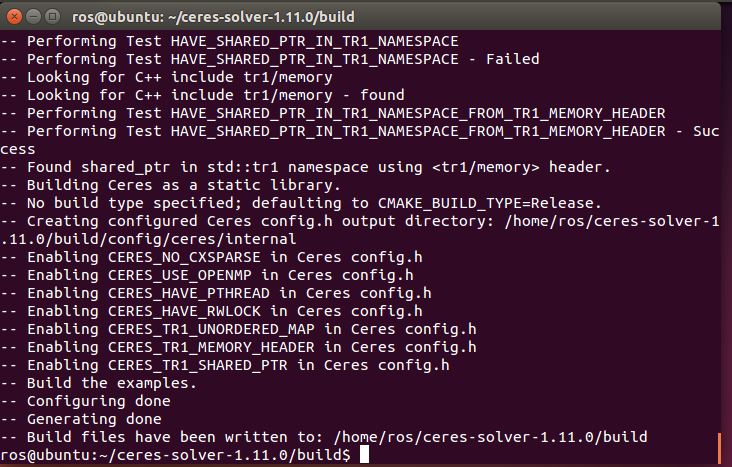 ros@ubuntu: ~/ceres-solver-1.11.0/build
-- Performing Test HAVE_SHARED_PTR_IN_TR1_NAMESPACE
-- Performing Test HAVE_SHARED_PTR_IN_TR1_NAMESPACE - Failed
-- Looking for C++ include tr1/memory
-- Looking for C++ include tr1/memory - found
-- Performing Test HAVE_SHARED_PTR_IN_TR1_NAMESPACE_FROM_TR1_MEMORY_HEADER
-- Performing Test HAVE_SHARED_PTR_IN_TR1_NAMESPACE_FROM_TR1_MEMORY_HEADER - Suc
cess
-- Found shared_ptr in std::tr1 namespace using <tr1/memory> header.
-- Building Ceres as a static library.
-- No build type specified; defaulting to CMAKE_BUILD_TYPE=Release.
-- Creating configured Ceres config.h output directory: /home/ros/ceres-solver-1
.11.0/build/config/ceres/internal
-- Enabling CERES_NO_CXSPARSE in Ceres config.h
-- Enabling CERES_USE_OPENMP in Ceres config.h
-- Enabling CERES_HAVE_PTHREAD in Ceres config.h
-- Enabling CERES_HAVE_RWLOCK in Ceres config.h
-- Enabling CERES_TR1_UNORDERED_MAP in Ceres config.h
-- Enabling CERES_TR1_MEMORY_HEADER in Ceres config.h
-- Enabling CERES_TR1_SHARED_PTR in Ceres config.h
-- Build the examples.
-- Configuring done
-- Generating done
-- Build files have been written to: /home/ros/ceres-solver-1.11.0/build
ros@ubuntu:~/ceres-solver-1.11.0/build$